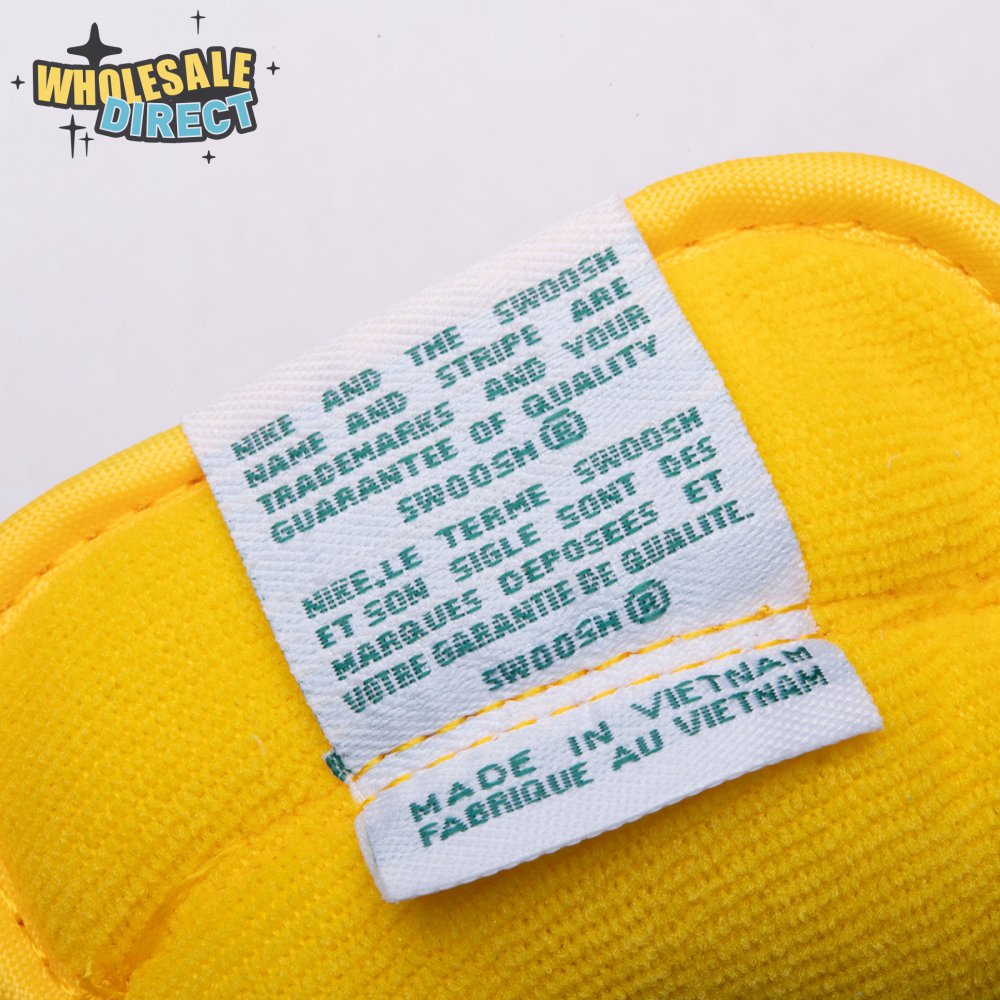 WHOLESALE
DIRECT
NIKE AND THE SWOOSH
NAME AND STRIPE ARE
TRADEMARKS AND YOUR
GUARANTEE OF QUALITY
SWOOSH ®
NIKE.LE TERME SWOOSH
ET SON SIGLE SONT DES
MARQUES DEPOSEES ET
VOTRE GARANTIE DE QUALITE.
SWOOSH ®
MADE IN VIETNAM
FABRIQUE AU VIETNAM